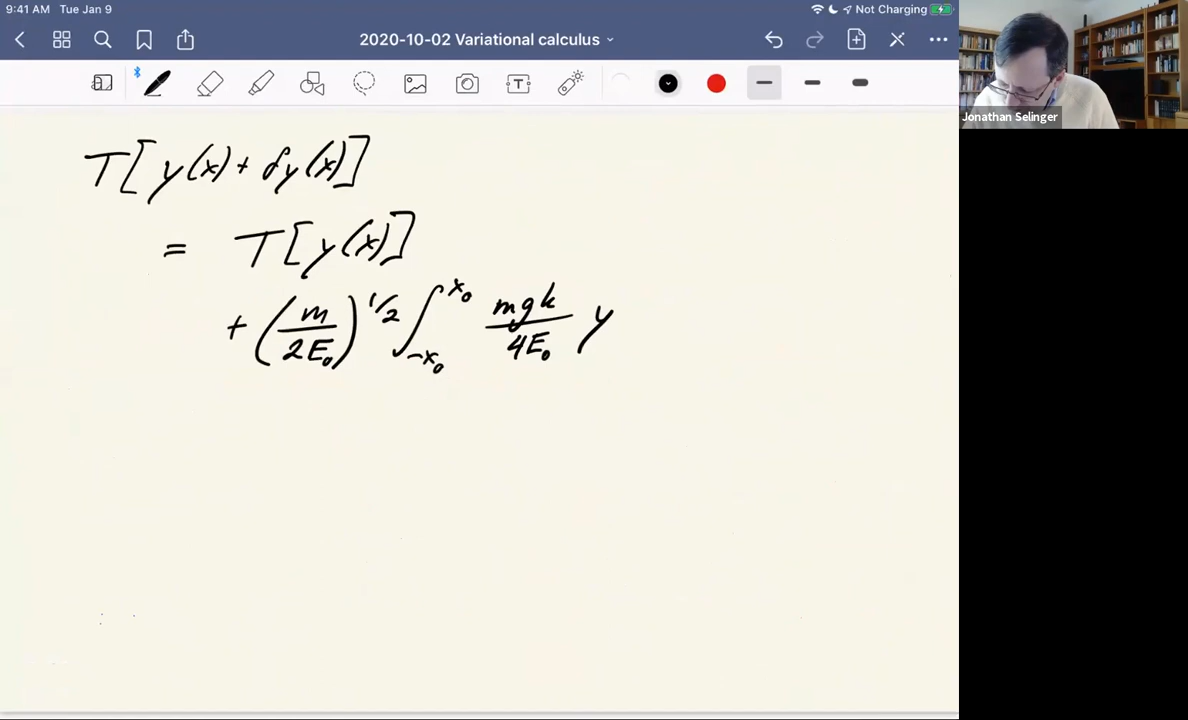 9:41 AM Tue Jan 9
Not Charging
2020-10-02 Variational calculus
Jonathan Selinger
T[y(x) + δy(x)]
= T[y(x)]
+ (m/2E₀)^1/2 ∫_-x₀^x₀ mgk/4E₀ y